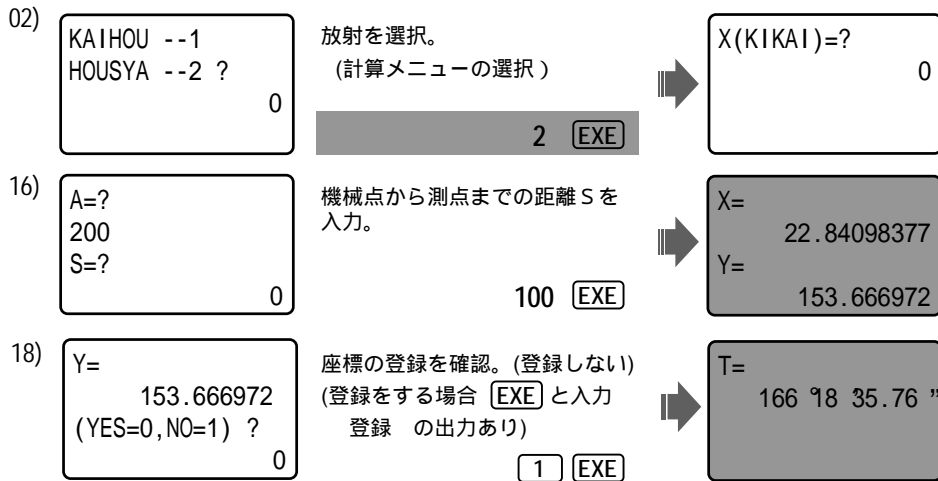 02)
KAIHOU --1
HOUSYA --2 ?
0
放射を選択。
(計算メニューの選択 )
2 EXE
X(KIKAI)=?
0
16)
A=?
200
S=?
0
機械点から測点までの距離Sを
入力。
100 EXE
X=
22.84098377
Y=
153.666972
18)
Y=
153.666972
(YES=0,NO=1) ?
0
座標の登録を確認。(登録しない)
(登録をする場合 EXE と入力
登録 の出力あり)
1 EXE
T=
166 °18 '35.76 "